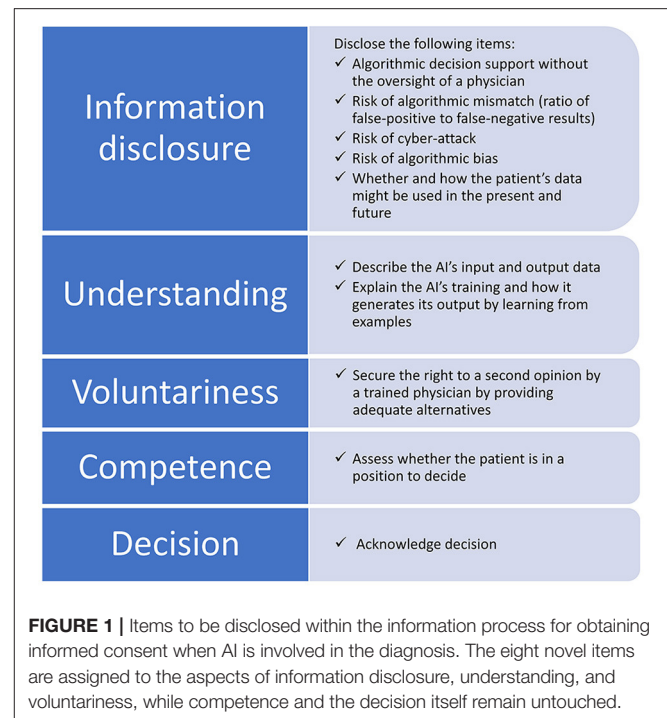 Information
disclosure
Disclose the following items:
✓ Algorithmic decision support without
the oversight of a physician
✓ Risk of algorithmic mismatch (ratio of
false-positive to false-negative results)
✓ Risk of cyber-attack
✓ Risk of algorithmic bias
✓ Whether and how the patient's data
might be used in the present and
future
Understanding
✓ Describe the AI's input and output data
✓ Explain the AI's training and how it
generates its output by learning from
examples
Voluntariness
✓ Secure the right to a second opinion by
a trained physician by providing
adequate alternatives
Competence
✓ Assess whether the patient is in a
position to decide
Decision
✓ Acknowledge decision
FIGURE 1 | Items to be disclosed within the information process for obtaining
informed consent when AI is involved in the diagnosis. The eight novel items
are assigned to the aspects of information disclosure, understanding, and
voluntariness, while competence and the decision itself remain untouched.